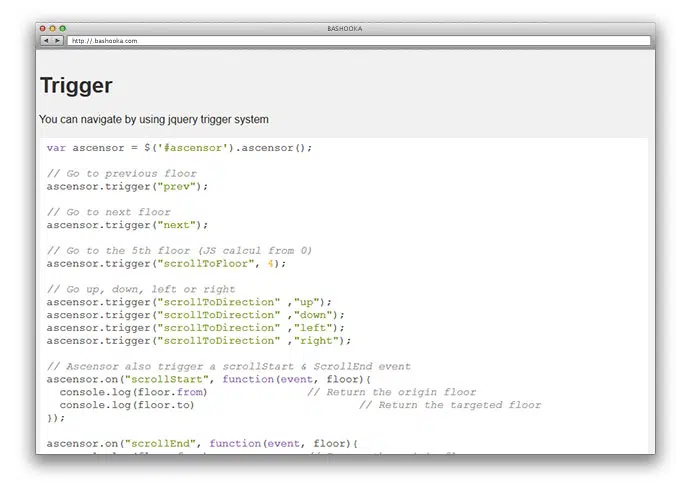 BASHOOKA
http://.bashooka.com
Trigger
You can navigate by using jquery trigger system
var ascensor = $('#ascensor').ascensor();
// Go to previous floor
ascensor.trigger("prev");
// Go to next floor
ascensor.trigger("next");
// Go to the 5th floor (JS calcul from 0)
ascensor.trigger("scrollToFloor", 4);
// Go up, down, left or right
ascensor.trigger("scrollToDirection" ,"up");
ascensor.trigger("scrollToDirection" ,"down");
ascensor.trigger("scrollToDirection" ,"left");
ascensor.trigger("scrollToDirection" ,"right");
// Ascensor also trigger a scrollStart & ScrollEnd event
ascensor.on("scrollStart", function(event, floor){
console.log(floor.from) // Return the origin floor
console.log(floor.to) // Return the targeted floor
});
ascensor.on("scrollEnd", function(event, floor){